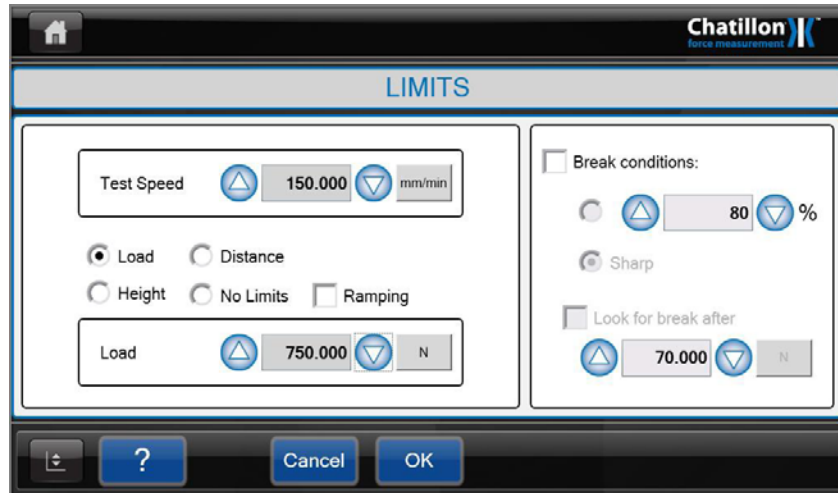 Chatillon™
force measurement
LIMITS
Test Speed 150.000 mm/min
Load Distance
Height No Limits Ramping
Load 750.000 N
Break conditions:
80 %
Sharp
Look for break after
70.000 N
? Cancel OK